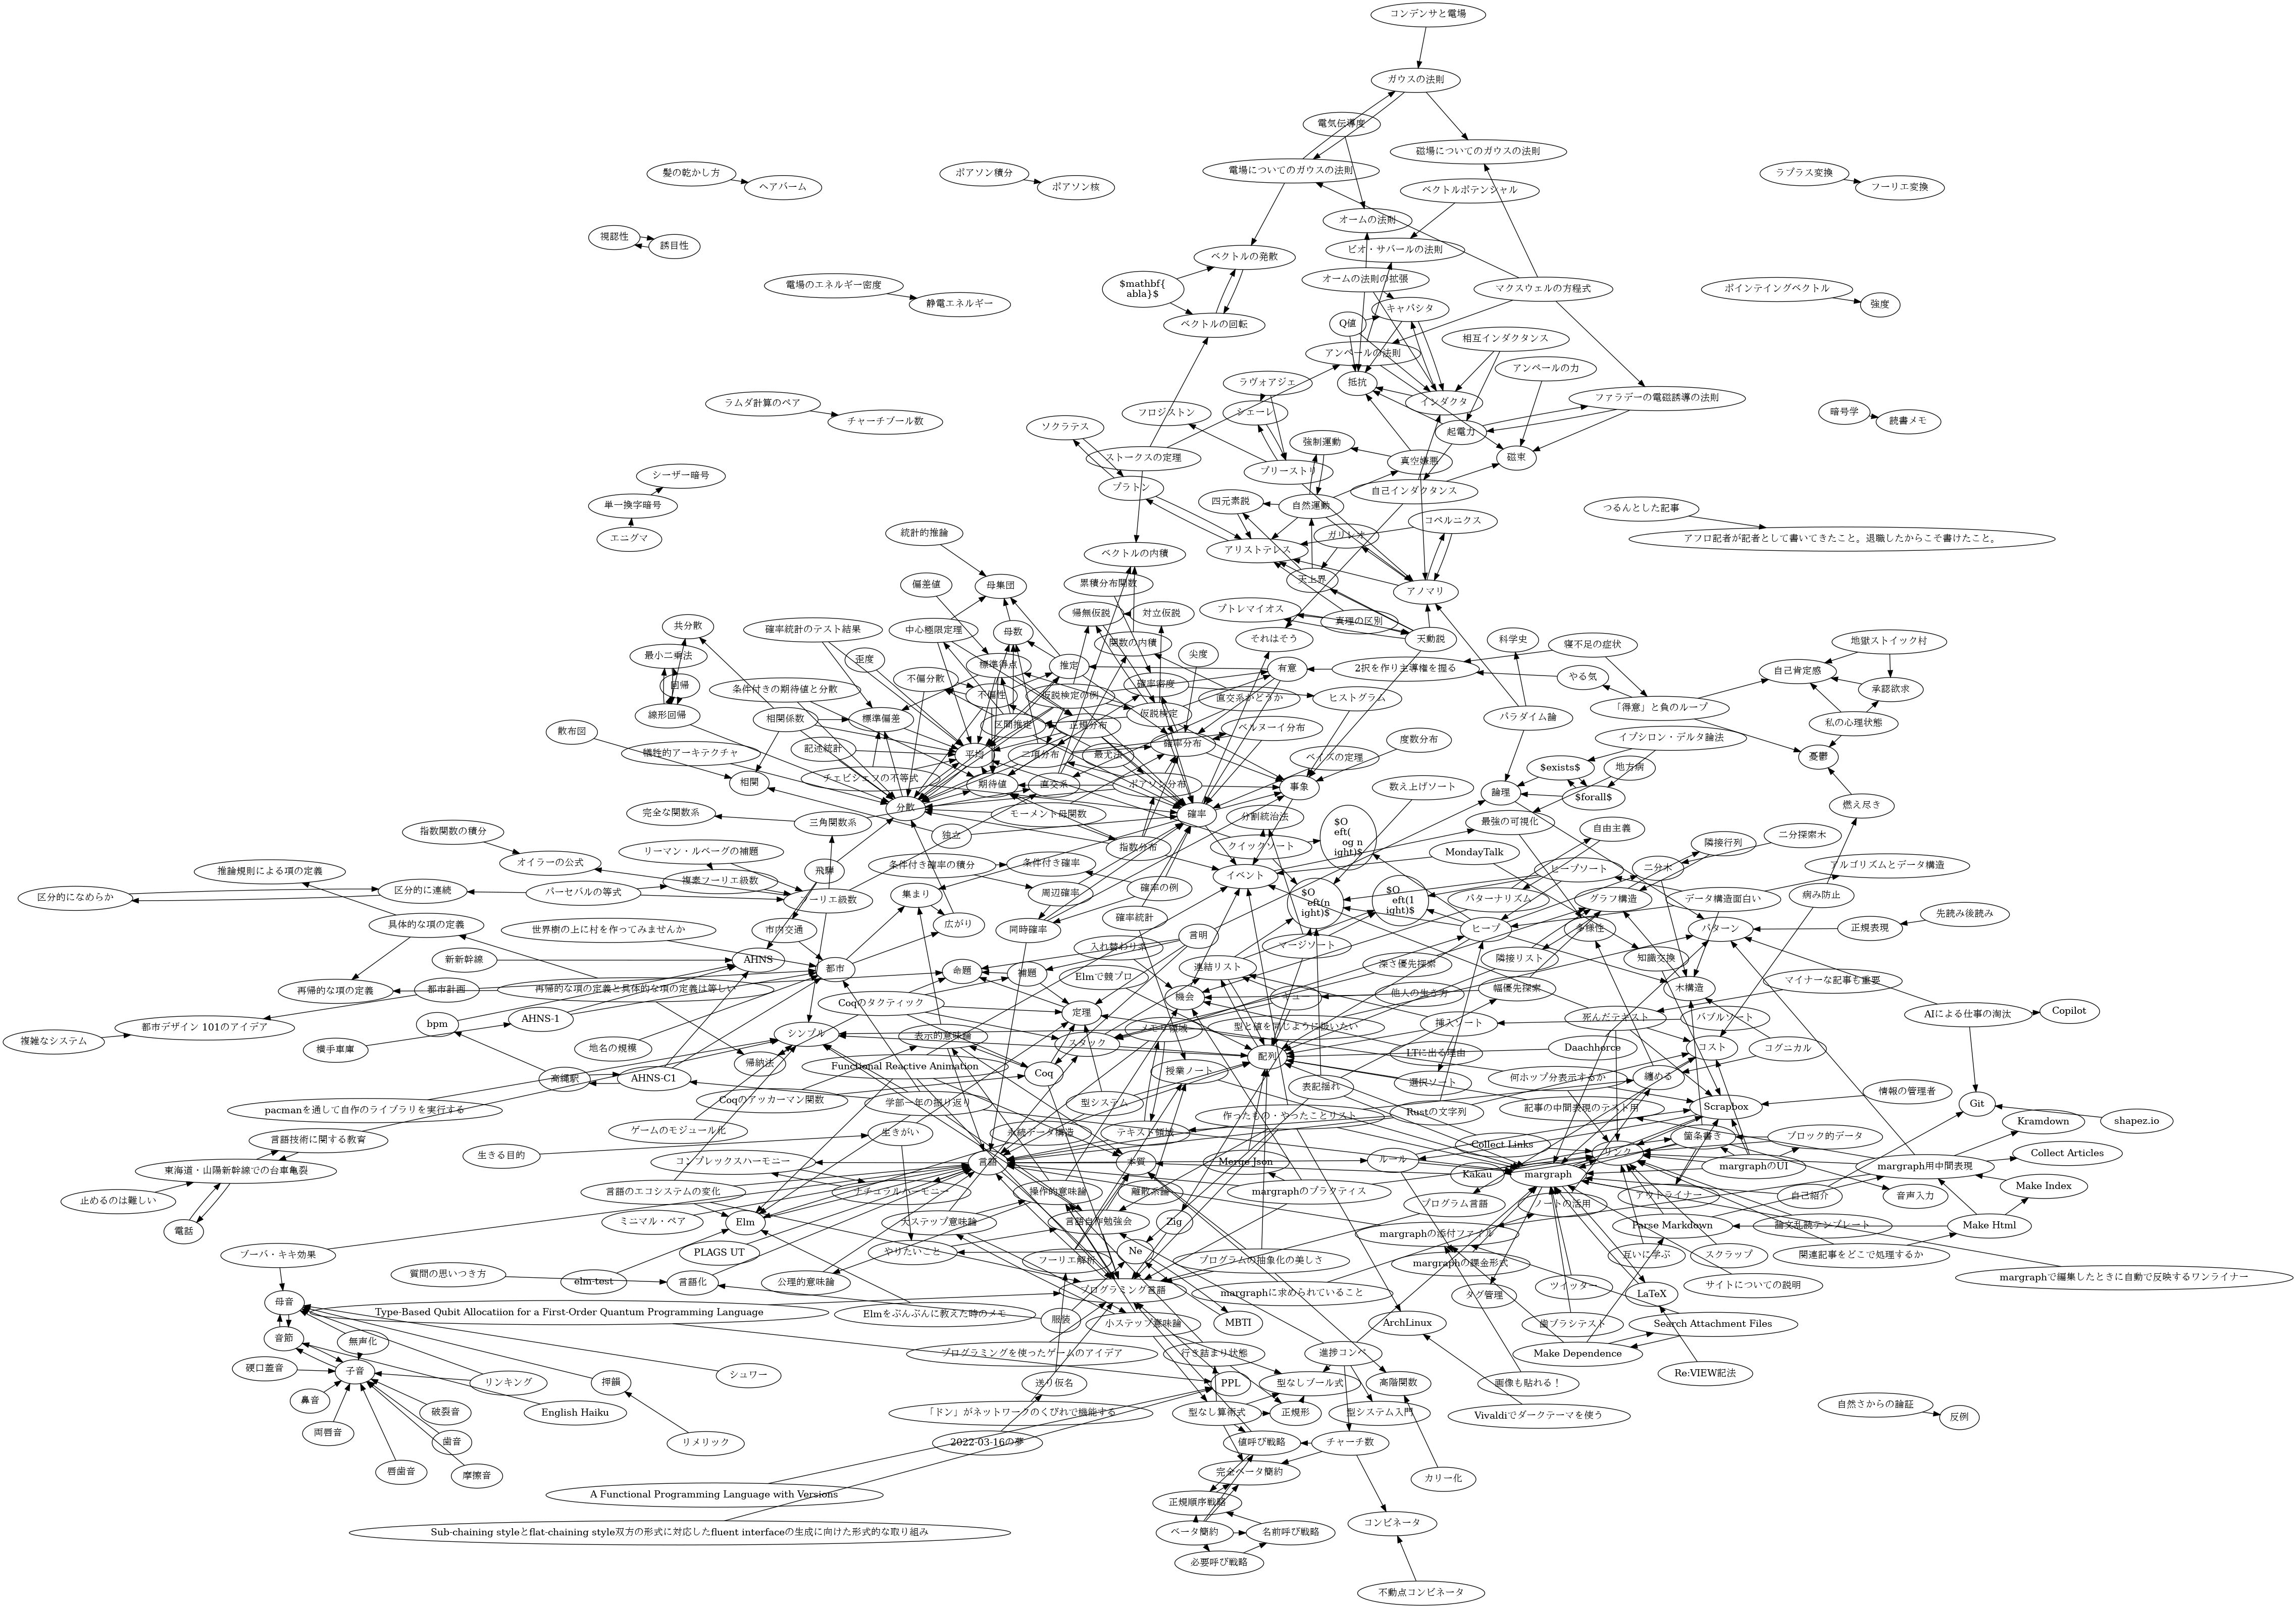 コンデンサと電場
ガウスの法則
電気伝導度
磁場についてのガウスの法則
電場についてのガウスの法則
髪の乾かし方
ヘアバーム
ポアソン積分
ポアソン核
ラプラス変換
フーリエ変換
ベクトルポテンシャル
オームの法則
視認性
誘目性
ビオ・サバールの法則
ベクトルの発散
オームの法則の拡張
電場のエネルギー密度
静電エネルギー
$mathbf{
abla}$
マクスウェルの方程式
ポインティングベクトル
強度
キャパシタ
ベクトルの回転
Q値
相互インダクタンス
アンペールの法則
アンペールの力
ラヴォアジェ
抵抗
ラムダ計算のペア
チャーチブール数
フロジストン
シェーレ
インダクタ
ファラデーの電磁誘導の法則
暗号学
読書メモ
ソクラテス
起電力
強制運動
ストークスの定理
プリーストリ
真空嫌悪
磁束
シーザー暗号
プラトン
単一換字暗号
四元素説
自然運動
自己インダクタンス
つるんとした記事
エニグマ
統計的推論
ガリレオ
コペルニクス
アフロ記者が記者として書いてきたこと。退職したからこそ書けたこと。
ベクトルの内積
アリストテレス
偏差値
母集団
累積分布関数
天上界
アノマリ
共分散
確率統計のテスト結果
中心極限定理
母数
帰無仮説
対立仮説
プトレマイオス
真理の区別
天動説
関数の内積
それはそう
科学史
寝不足の症状
地獄ストイック村
最小二乗法
回帰
歪度
標準得点
推定
尖度
有意
2択を作り主導権を握る
やる気
自己肯定感
承認欲求
条件付きの期待値と分散
不偏分散
不偏性
仮説検定の例
確率密度
直交系かどうか
ヒストグラム
「得意」と負のループ
線形回帰
相関係数
標準偏差
区間推定
正規分布
仮説検定
パラダイム論
私の心理状態
散布図
犠牲的アーキテクチャ
記述統計
平均
二項分布
最尤法
確率分布
ベルヌーイ分布
ベイズの定理
度数分布
イプシロン・デルタ論法
憂鬱
相関
チェビシェフの不等式
期待値
直交系
ポアソン分布
事象
数え上げソート
$exists$
地方病
$forall$
論理
燃え尽き
完全な関数系
三角関数系
分散
モーメント母関数
確率
分割統治法
$O
eft(
og n
ight)$
最強の可視化
自由主義
隣接行列
二分探索木
指数関数の積分
独立
指数分布
クイックソート
オイラーの公式
リーマン・ルベーグの補題
条件付き確率の積分
条件付き確率
MondayTalk
ヒープソート
二分木
アルゴリズムとデータ構造
推論規則による項の定義
区分的になめらか
区分的に連続
パーセバルの等式
複素フーリエ級数
飛騨
フーリエ級数
集まり
周辺確率
確率の例
イベント
$O
eft(n
ight)$
$O
eft(1
ight)$
パターナリズム
グラフ構造
データ構造面白い
病み防止
具体的な項の定義
世界樹の上に村を作ってみませんか
市内交通
広がり
同時確率
確率統計
言明
マージソート
ヒープ
多様性
パターン
正規表現
先読み後読み
新新幹線
AHNS
都市
命題
補題
入れ替わり系
Elmで競プロ
連結リスト
深さ優先探索
隣接リスト
知識交換
再帰的な項の定義
都市計画
再帰的な項の定義と具体的な項の定義は等しい
機会
キュー
他人の生き方
幅優先探索
木構造
マイナーな記事も重要
複雑なシステム
都市デザイン 101のアイデア
bpm
AHNS-1
Coqのタクティック
定理
メモリ領域
型と値を同じように扱いたい
挿入ソート
死んだテキスト
バブルソート
AIによる仕事の淘汰
Copilot
横手車庫
地名の規模
シンプル
表示的意味論
スタック
配列
LTに出る理由
Daachhorce
コスト
コグニカル
帰納法
高縄駅
AHNS-C1
Functional Reactive Animation
Coq
授業ノート
選択ソート
何ホップ分表示するか
纏める
情報の管理者
pacmanを通して自作のライブラリを実行する
Coqのアッカーマン関数
学部一年の振り返り
型システム
表記揺れ
作ったもの・やったことリスト
Rustの文字列
記事の中間表現のテスト用
Scrapbox
Git
shapez.io
Kramdown
ゲームのモジュール化
生きがい
永続データ構造
テキスト領域
言語技術に関する教育
生きる目的
Collect Links
箇条書き
ブロック的データ
リンク
東海道・山陽新幹線での台車亀裂
コンプレックスハーモニー
言語
本質
Merge Json
ルール
Kakau
margraph
margraphのUI
margraph用中間表現
Collect Articles
Make Index
止めるのは難しい
言語のエコシステムの変化
ナチュラルハーモニー
操作的意味論
離散系論
margraphのプラクティス
プログラム言語
ノートの活用
アウトライナー
自己紹介
音声入力
電話
ミニマル・ペア
Elm
大ステップ意味論
言語自作勉強会
Zig
margraphの添付ファイル
Parse Markdown
論文乱読テンプレート
Make Html
ブーバ・キキ効果
PLAGS UT
やりたいこと
フーリエ解析
Ne
プログラムの抽象化の美しさ
margraphの課金形式
互いに学ぶ
スクラップ
関連記事をどこで処理するか
質問の思いつき方
elm-test
言語化
公理的意味論
プログラミング言語
margraphに求められていること
タグ管理
ツイッター
LaTeX
サイトについての説明
margraphで編集したときに自動で反映するワンライナー
母音
Type-Based Qubit Allocatiion for a First-Order Quantum Programming Language
Elmをぶんぶんに教えた時のメモ
服装
小ステップ意味論
MBTI
ArchLinux
歯ブラシテスト
Search Attachment Files
音節
無声化
プログラミングを使ったゲームのアイデア
行き詰まり状態
進捗コンペ
Make Dependence
硬口蓋音
子音
シュワー
リンキング
押韻
送り仮名
PPL
型なしブール式
高階関数
画像も貼れる！
Re:VIEW記法
鼻音
破裂音
English Haiku
「ドン」がネットワークのくびれで機能する
型なし算術式
正規形
型システム入門
Vivaldiでダークテーマを使う
自然さからの論証
反例
両唇音
歯音
リメリック
2022-03-16の夢
値呼び戦略
チャーチ数
唇歯音
摩擦音
完全ベータ簡約
カリー化
A Functional Programming Language with Versions
正規順序戦略
コンビネータ
Sub-chaining styleとflat-chaining style双方の形式に対応したfluent interfaceの生成に向けた形式的な取り組み
ベータ簡約
名前呼び戦略
必要呼び戦略
不動点コンビネータ